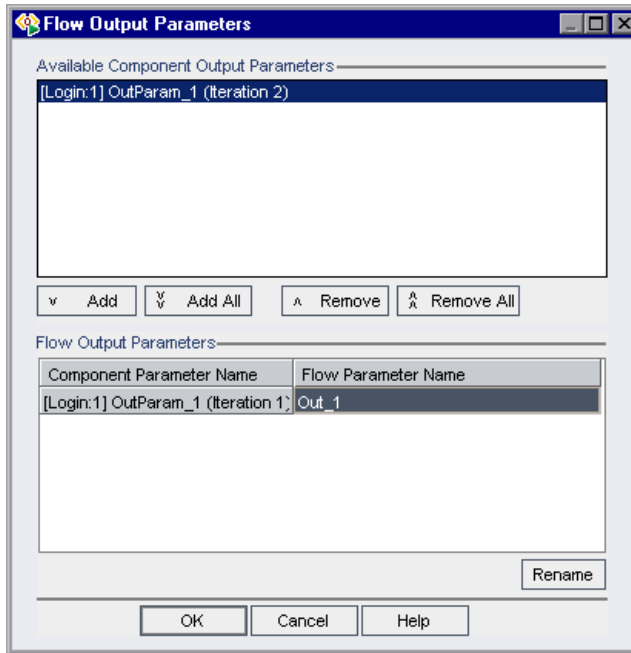 Flow Output Parameters
Available Component Output Parameters
[Login:1] OutParam_1 (Iteration 2)
Add Add All Remove Remove All
Flow Output Parameters
Component Parameter Name Flow Parameter Name
[Login:1] OutParam_1 (Iteration 1) Out_1
Rename
OK Cancel Help